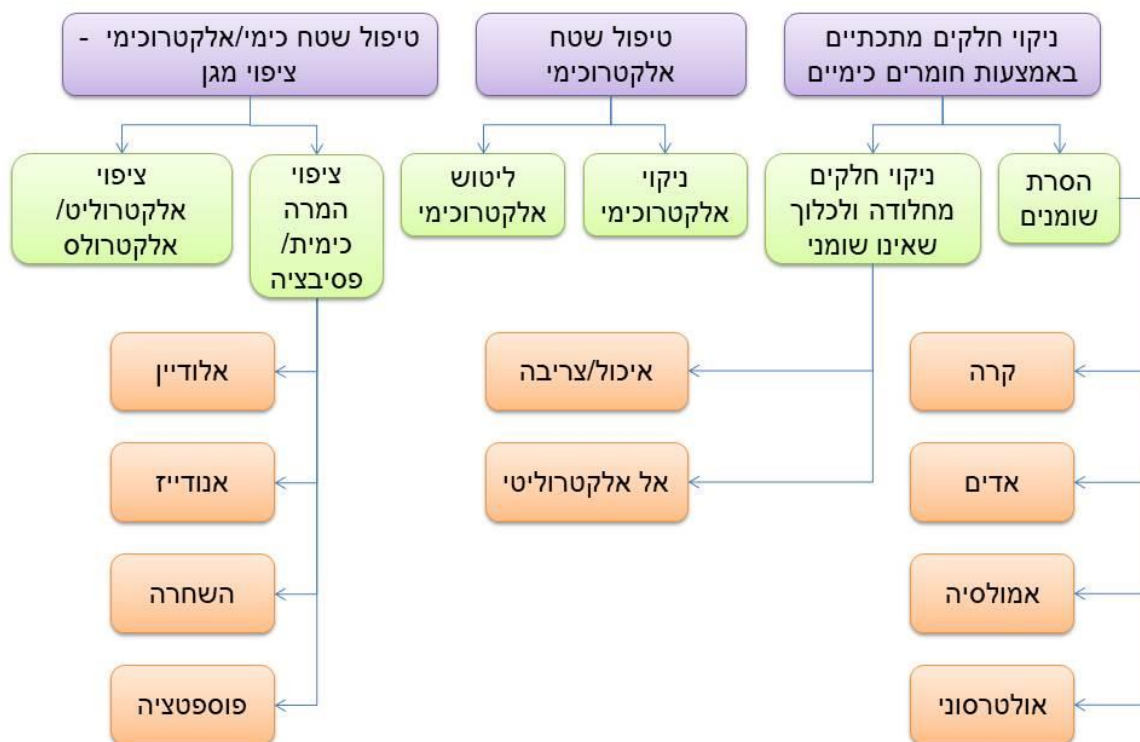 ניקוי חלקים מתכתיים
באמצעות חומרים כימיים
טיפול שטח
אלקטרוכימי
טיפול שטח כימי/אלקטרוכימי -
ציפוי מגן
הסרת
שומנים
ניקוי חלקים
מחלודה ולכלוך
שאינו שומני
ניקוי
אלקטרוכימי
ליטוש
אלקטרוכימי
ציפוי
המרה
כימית/
פסיבציה
ציפוי
אלקטרוליט/
אלקטרולס
קרה
איכול/צריבה
אלודיין
אדים
אל אלקטרוליטי
אנודייז
אמולסיה
השחרה
אולטרסוני
פוספטציה